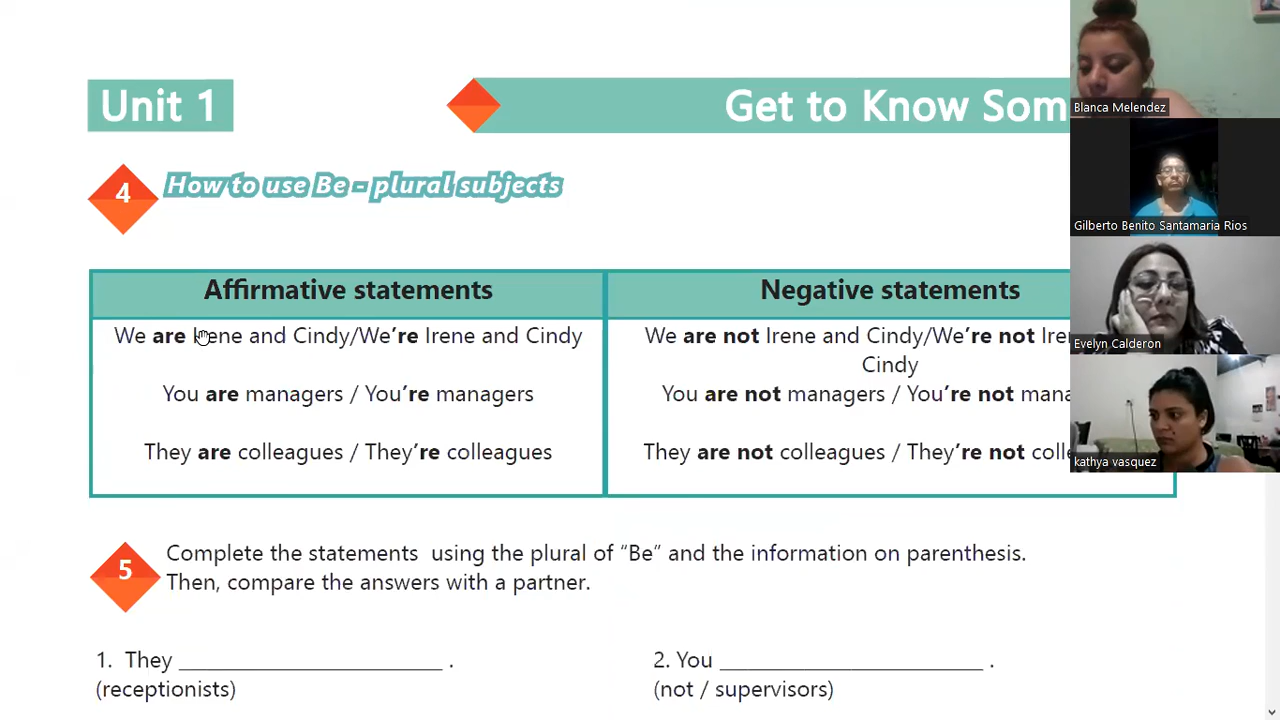 Unit 1
Get to Know Som
4
How to use Be - plural subjects
Affirmative statements
Negative statements
We are Irene and Cindy/We're Irene and Cindy
We are not Irene and Cindy/We're not Iren
Cindy
You are managers / You're managers
You are not managers / You're not mana
They are colleagues / They're colleagues
They are not colleagues / They're not colle
5
Complete the statements using the plural of “Be” and the information on parenthesis.
Then, compare the answers with a partner.
1. They ________________________ .
(receptionists)
2. You ________________________ .
(not / supervisors)
Blanca Melendez
Gilberto Benito Santamaria Rios
Evelyn Calderon
kathya vasquez